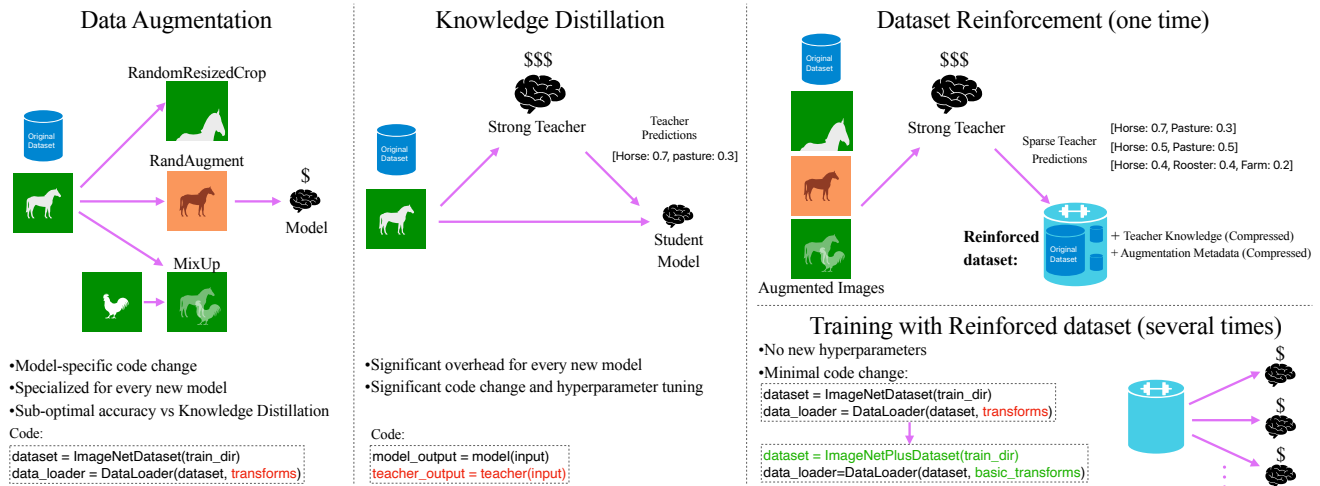 Data Augmentation
RandomResizedCrop
Original
Dataset
RandAugment
$
Model
MixUp
•Model-specific code change
•Specialized for every new model
•Sub-optimal accuracy vs Knowledge Distillation
Code:
dataset = ImageNetDataset(train_dir)
data_loader = DataLoader(dataset, transforms)
Knowledge Distillation
$$$
Strong Teacher
Teacher
Predictions
[Horse: 0.7, pasture: 0.3]
Original
Dataset
Student
Model
•Significant overhead for every new model
•Significant code change and hyperparameter tuning
Code:
model_output = model(input)
teacher_output = teacher(input)
Dataset Reinforcement (one time)
Original
Dataset
$$$
Strong Teacher
Sparse Teacher
Predictions
[Horse: 0.7, Pasture: 0.3]
[Horse: 0.5, Pasture: 0.5]
[Horse: 0.4, Rooster: 0.4, Farm: 0.2]
Augmented Images
Reinforced
dataset:
Original
Dataset
+ Teacher Knowledge (Compressed)
+ Augmentation Metadata (Compressed)
Training with Reinforced dataset (several times)
•No new hyperparameters
•Minimal code change:
dataset = ImageNetDataset(train_dir)
data_loader = DataLoader(dataset, transforms)
dataset = ImageNetPlusDataset(train_dir)
data_loader=DataLoader(dataset, basic_transforms)
$
$
$